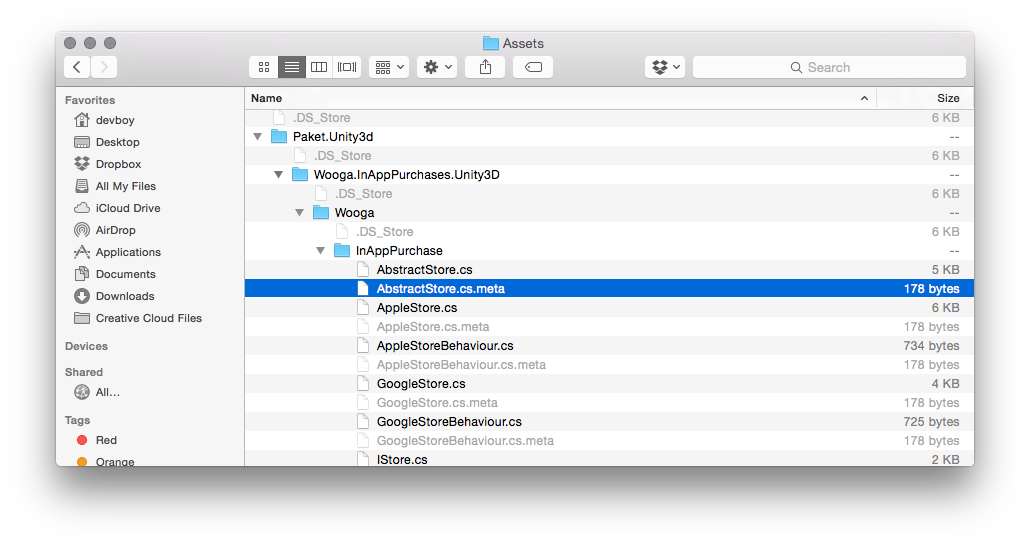 Assets
Search
Favorites
devboy
Desktop
Dropbox
All My Files
iCloud Drive
AirDrop
Applications
Documents
Downloads
Creative Cloud Files
Devices
Shared
All...
Tags
Red
Orange
Name Size
.DS_Store 6 KB
Paket.Unity3d --
.DS_Store 6 KB
Wooga.InAppPurchases.Unity3D --
.DS_Store 6 KB
Wooga --
.DS_Store 6 KB
InAppPurchase --
AbstractStore.cs 5 KB
AbstractStore.cs.meta 178 bytes
AppleStore.cs 6 KB
AppleStore.cs.meta 178 bytes
AppleStoreBehaviour.cs 734 bytes
AppleStoreBehaviour.cs.meta 178 bytes
GoogleStore.cs 4 KB
GoogleStore.cs.meta 178 bytes
GoogleStoreBehaviour.cs 725 bytes
GoogleStoreBehaviour.cs.meta 178 bytes
IStore.cs 2 KB